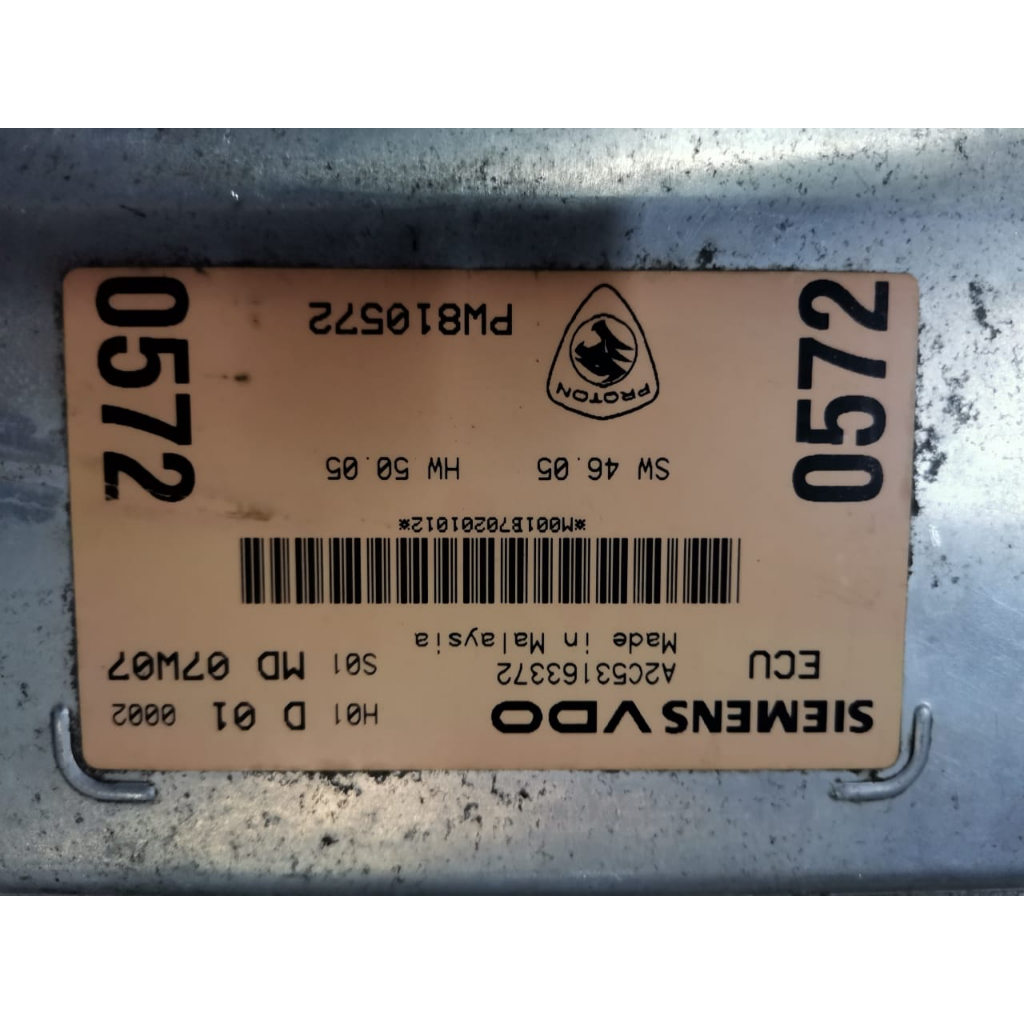 SIEMENS VDO H01 D 01 0002
ECU A2C53163372 S01 MD 07W07
Made in Malaysia
*M001B70201012*
SW 46.05 HW 50.05
PROTON
PW810572
0572
0572